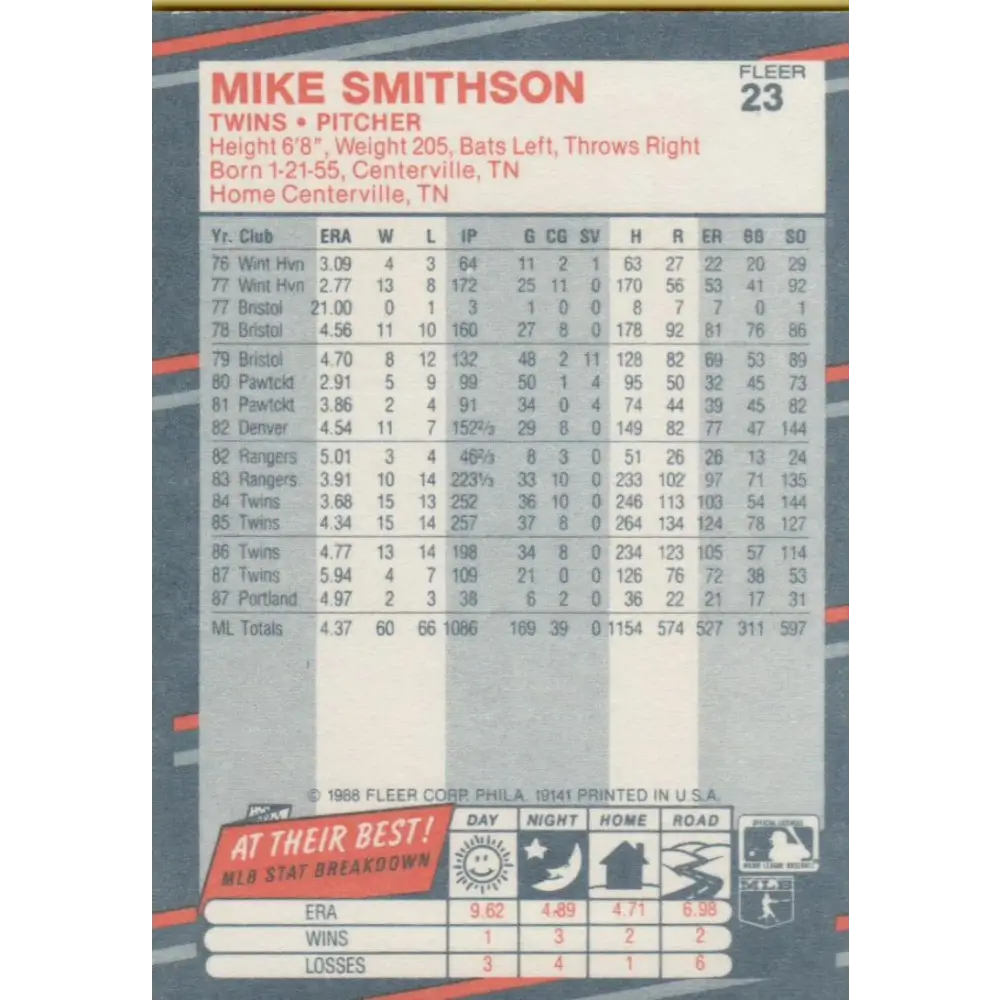 MIKE SMITHSON
FLEER
23
TWINS • PITCHER
Height 6'8", Weight 205, Bats Left, Throws Right
Born 1-21-55, Centerville, TN
Home Centerville, TN
Yr. Club ERA W L IP G CG SV H R ER BB SO
76 Wint Hvn 3.09 4 3 64 11 2 1 63 27 22 20 29
77 Wint Hvn 2.77 13 8 172 25 11 0 170 56 53 41 92
77 Bristol 21.00 0 1 3 1 0 0 8 7 7 0 1
78 Bristol 4.56 11 10 160 27 8 0 178 92 81 76 86
79 Bristol 4.70 8 12 132 48 2 11 128 82 69 53 89
80 Pawtckt 2.91 5 9 99 50 1 4 95 50 32 45 73
81 Pawtckt 3.86 2 4 91 34 0 4 74 44 39 45 82
82 Denver 4.54 11 7 152⅔ 29 8 0 149 82 77 47 144
82 Rangers 5.01 3 4 46⅔ 8 3 0 51 26 26 13 24
83 Rangers 3.91 10 14 223⅓ 33 10 0 233 102 97 71 135
84 Twins 3.68 15 13 252 36 10 0 246 113 103 54 144
85 Twins 4.34 15 14 257 37 8 0 264 134 124 78 127
86 Twins 4.77 13 14 198 34 8 0 234 123 105 57 114
87 Twins 5.94 4 7 109 21 0 0 126 76 72 38 53
87 Portland 4.97 2 3 38 6 2 0 36 22 21 17 31
ML Totals 4.37 60 66 1086 169 39 0 1154 574 527 311 597
© 1988 FLEER CORP. PHILA. 19141 PRINTED IN U.S.A.
AT THEIR BEST!
MLB STAT BREAKDOWN
DAY NIGHT HOME ROAD
ERA 9.62 4.89 4.71 6.98
WINS 1 3 2 2
LOSSES 3 4 1 6
OFFICIAL LICENSEE
MAJOR LEAGUE BASEBALL
MLB